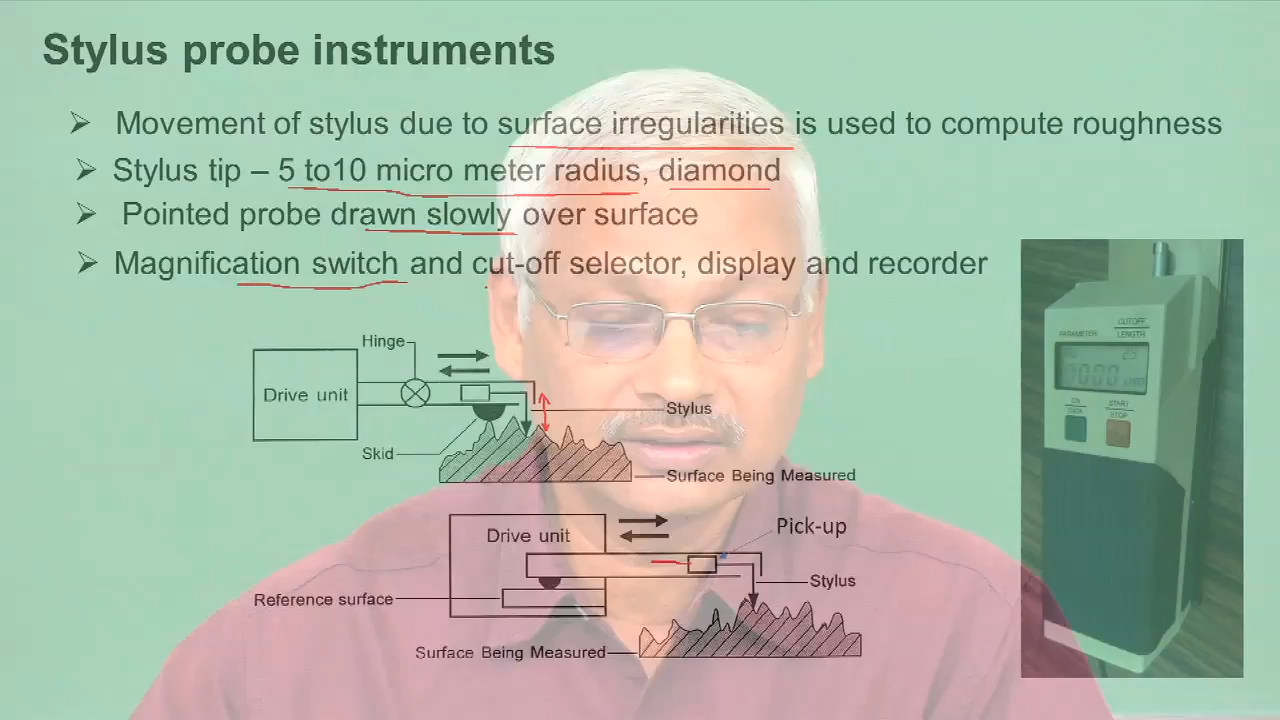 Stylus probe instruments
Movement of stylus due to surface irregularities is used to compute roughness
Stylus tip – 5 to10 micro meter radius, diamond
Pointed probe drawn slowly over surface
Magnification switch and cut-off selector, display and recorder
Hinge
Drive unit
Stylus
Skid
Surface Being Measured
Drive unit
Pick-up
Stylus
Reference surface
Surface Being Measured
PARAMETER
CUTOFF
LENGTH
ON
DATA
START
STOP